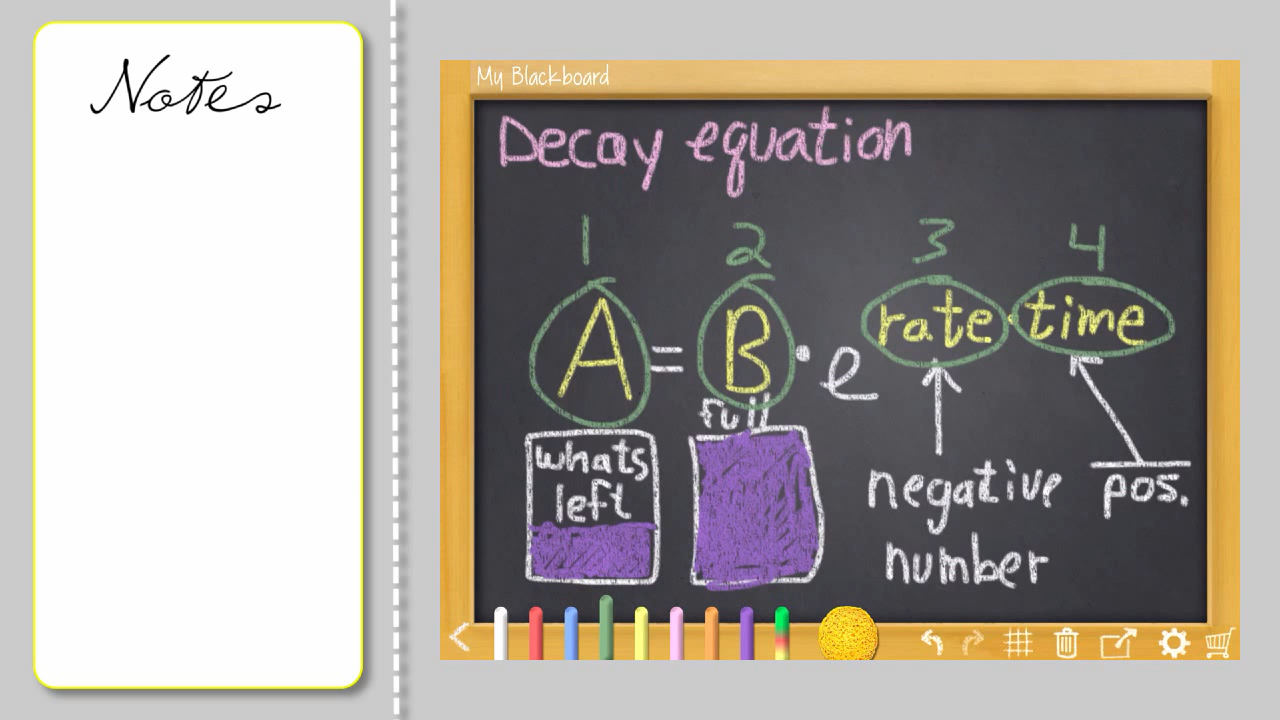 Notes
My Blackboard
Decay equation
1 2 3 4
A = B · e rate · time
full
whats
left
negative
number
pos.